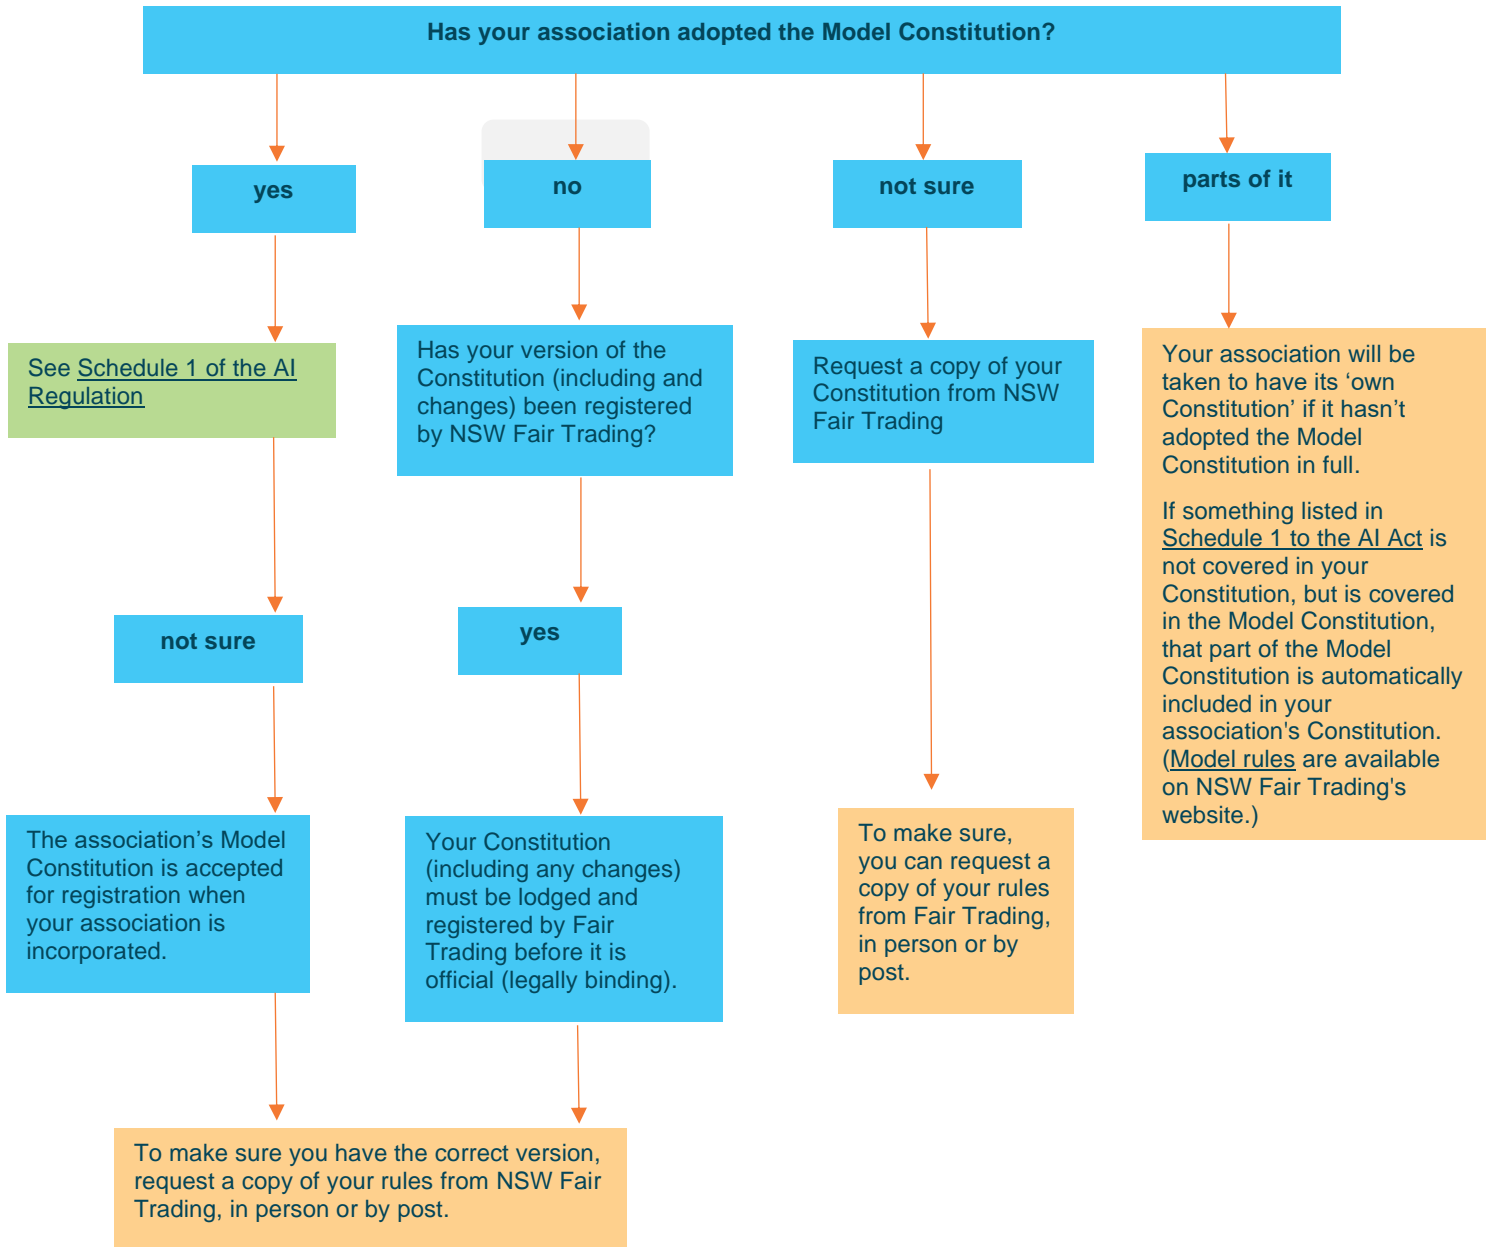 Has your association adopted the Model Constitution?
yes
no
not sure
parts of it
See Schedule 1 of the AI
Regulation
Has your version of the
Constitution (including and
changes) been registered
by NSW Fair Trading?
Request a copy of your
Constitution from NSW
Fair Trading
Your association will be
taken to have its ‘own
Constitution’ if it hasn’t
adopted the Model
Constitution in full.
If something listed in
Schedule 1 to the AI Act is
not covered in your
Constitution, but is covered
in the Model Constitution,
that part of the Model
Constitution is automatically
included in your
association's Constitution.
(Model rules are available
on NSW Fair Trading's
website.)
not sure
yes
The association’s Model
Constitution is accepted
for registration when
your association is
incorporated.
Your Constitution
(including any changes)
must be lodged and
registered by Fair
Trading before it is
official (legally binding).
To make sure,
you can request a
copy of your rules
from Fair Trading,
in person or by
post.
To make sure you have the correct version,
request a copy of your rules from NSW Fair
Trading, in person or by post.